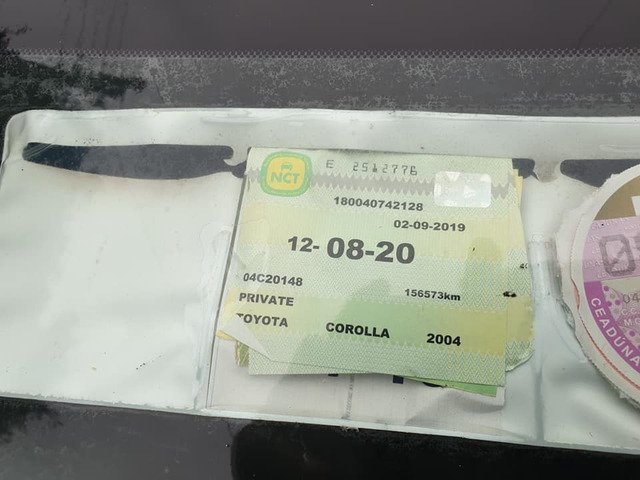 E 2512776
NCT
180040742128
02-09-2019
12-08-20
04C20148
156573km
PRIVATE
TOYOTA COROLLA 2004
CEADÚNA